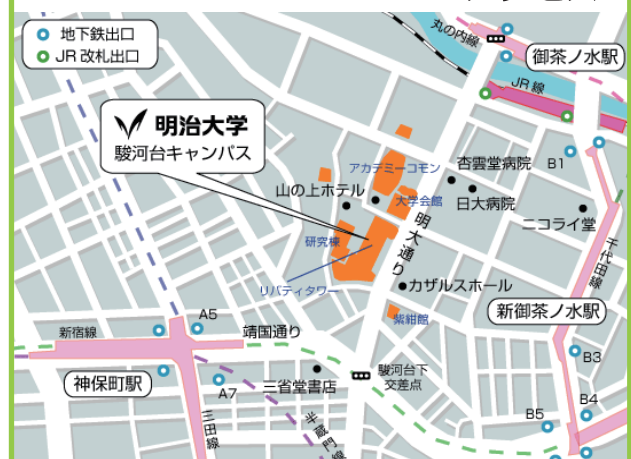 地下鉄出口
JR 改札出口
丸の内線
御茶ノ水駅
JR 線
明治大学
駿河台キャンパス
アカデミーコモン
杏雲堂病院
B1
山の上ホテル
大学会館
日大病院
ニコライ堂
研究棟
明大通り
千代田線
リバティタワー
カザルスホール
新御茶ノ水駅
紫紺館
新宿線
A5
靖国通り
B3
神保町駅
A7
三省堂書店
駿河台下
交差点
B4
B5
三田線
半蔵門線